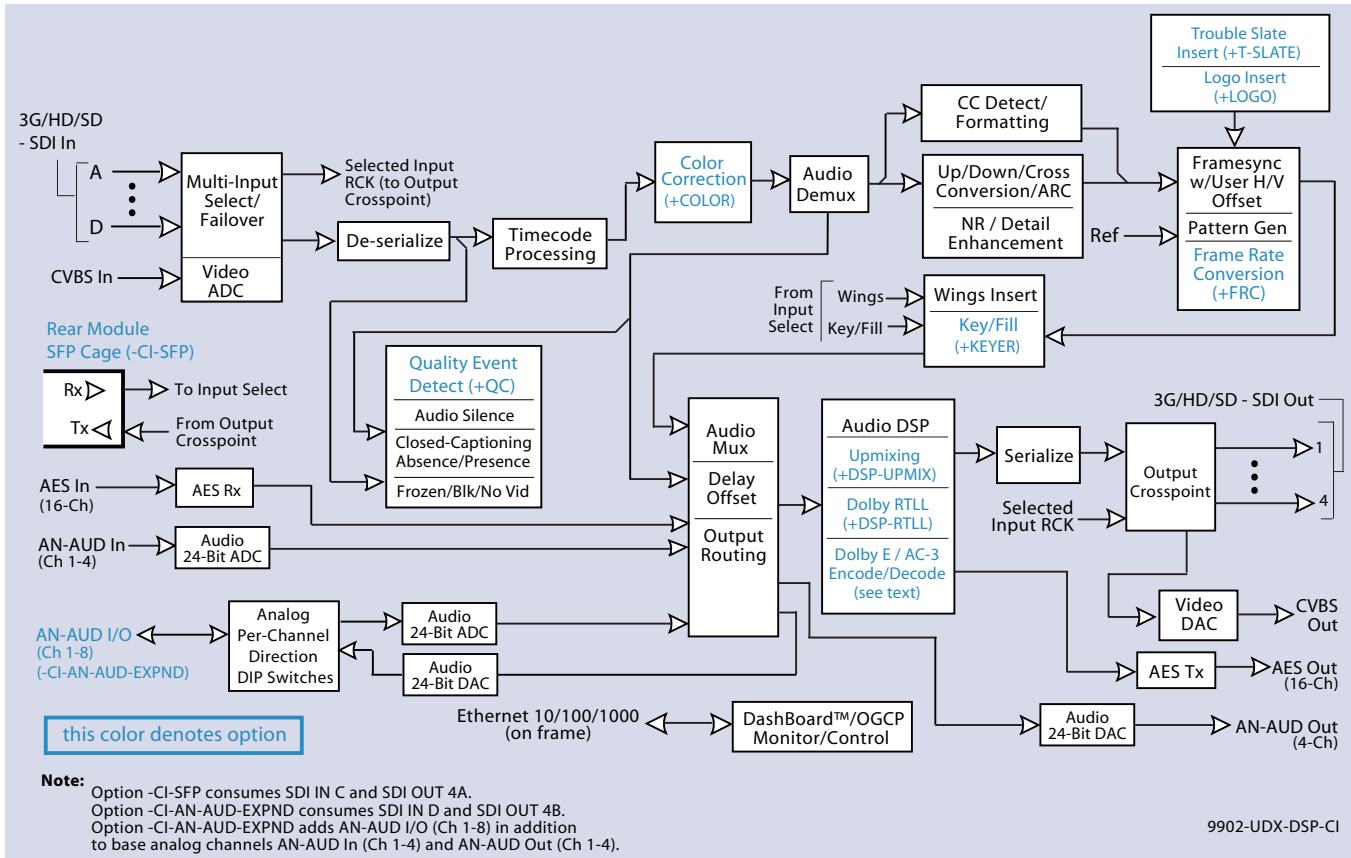 Trouble Slate
Insert (+T-SLATE)
Logo Insert
(+LOGO)
3G/HD/SD
- SDI In
A
D
CVBS In
Multi-Input
Select/
Failover
Video
ADC
Selected Input
RCK (to Output
Crosspoint)
De-serialize
Timecode
Processing
Color
Correction
(+COLOR)
Audio
Demux
CC Detect/
Formatting
Up/Down/Cross
Conversion/ARC
NR / Detail
Enhancement
Framesync
w/User H/V
Offset
Pattern Gen
Frame Rate
Conversion
(+FRC)
Ref
From
Input
Select
Wings
Key/Fill
Wings Insert
Key/Fill
(+KEYER)
Rear Module
SFP Cage (-CI-SFP)
Rx
Tx
To Input Select
From Output
Crosspoint
Quality Event
Detect (+QC)
Audio Silence
Closed-Captioning
Absence/Presence
Frozen/Blk/No Vid
AES In
(16-Ch)
AES Rx
AN-AUD In
(Ch 1-4)
Audio
24-Bit ADC
Audio
Mux
Delay
Offset
Output
Routing
Audio DSP
Upmixing
(+DSP-UPMIX)
Dolby RTLL
(+DSP-RTLL)
Dolby E / AC-3
Encode/Decode
(see text)
Serialize
Selected
Input RCK
Output
Crosspoint
3G/HD/SD - SDI Out
1
4
Video
DAC
CVBS
Out
AES Tx
AES Out
(16-Ch)
AN-AUD I/O
(Ch 1-8)
(-CI-AN-AUD-EXPND)
Analog
Per-Channel
Direction
DIP Switches
Audio
24-Bit ADC
Audio
24-Bit DAC
Ethernet 10/100/1000
(on frame)
DashBoard™/OGCP
Monitor/Control
Audio
24-Bit DAC
AN-AUD Out
(4-Ch)
this color denotes option
Note:
Option -CI-SFP consumes SDI IN C and SDI OUT 4A.
Option -CI-AN-AUD-EXPND consumes SDI IN D and SDI OUT 4B.
Option -CI-AN-AUD-EXPND adds AN-AUD I/O (Ch 1-8) in addition
to base analog channels AN-AUD In (Ch 1-4) and AN-AUD Out (Ch 1-4).
9902-UDX-DSP-CI